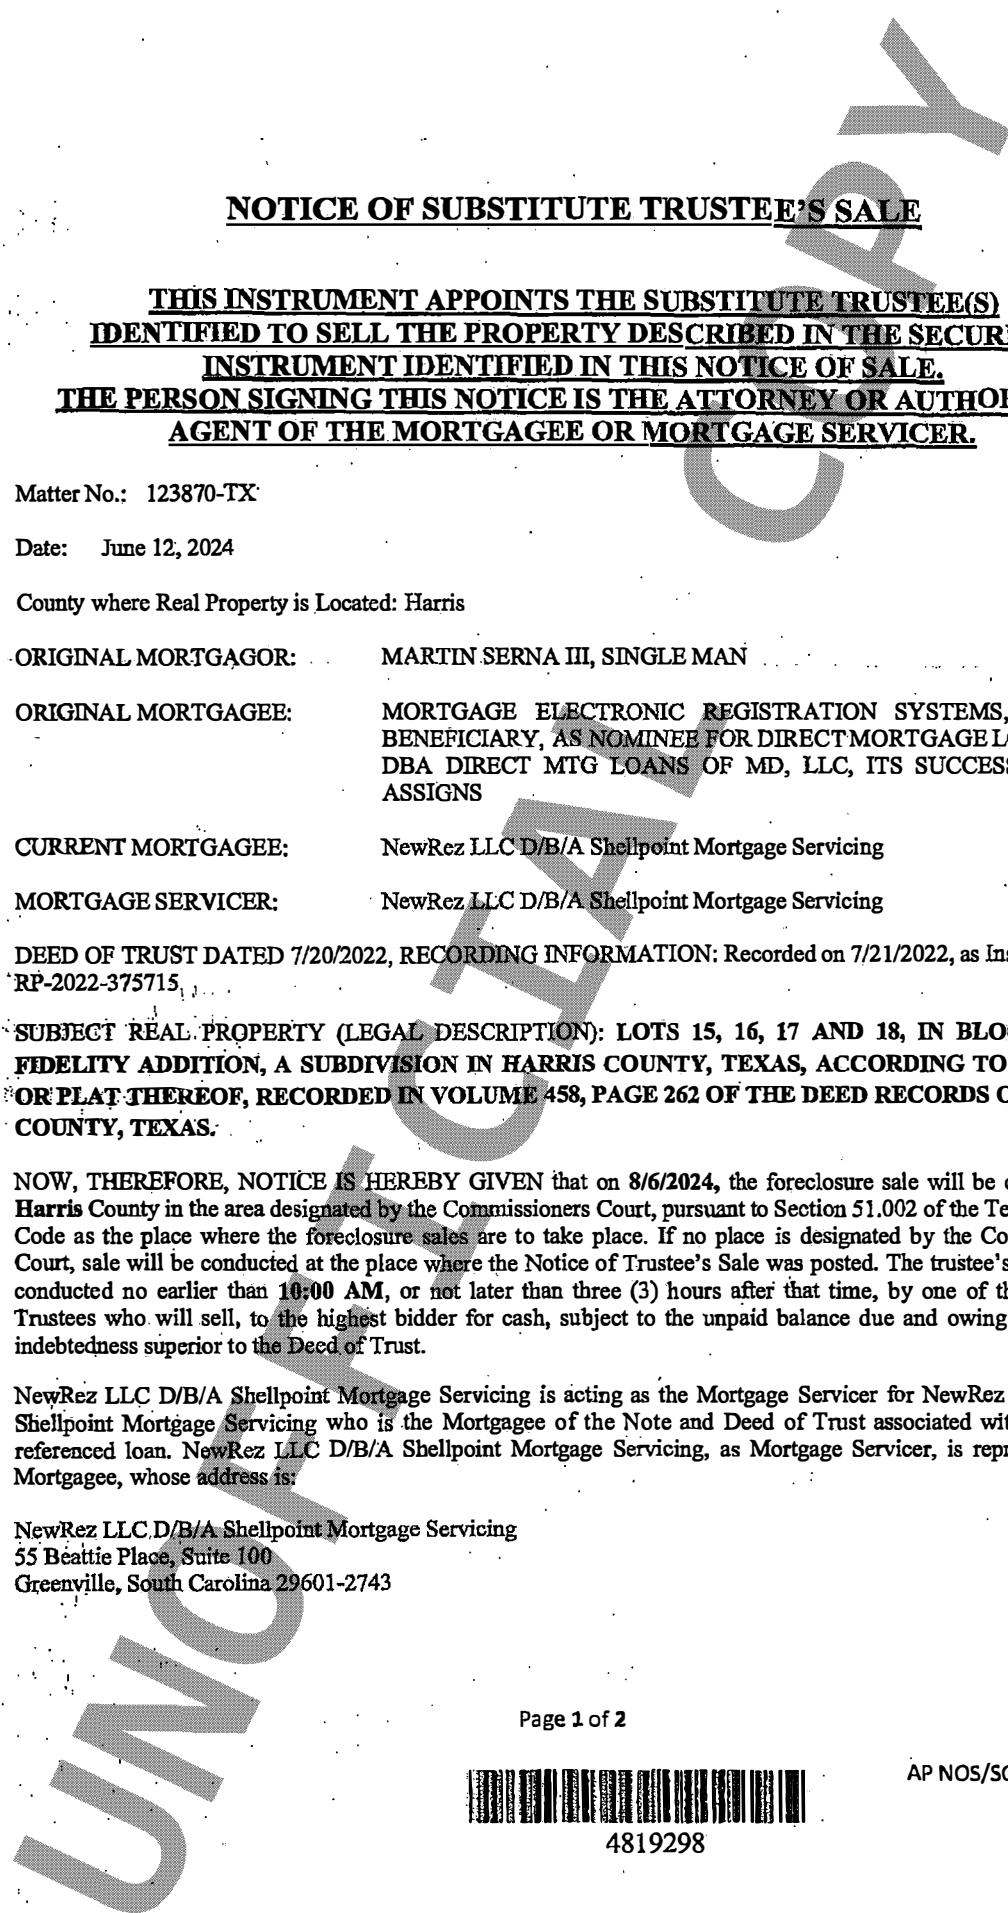 NOTICE OF SUBSTITUTE TRUSTEE'S SALE
THIS INSTRUMENT APPOINTS THE SUBSTITUTE TRUSTEE(S)
IDENTIFIED TO SELL THE PROPERTY DESCRIBED IN THE SECUR
INSTRUMENT IDENTIFIED IN THIS NOTICE OF SALE.
THE PERSON SIGNING THIS NOTICE IS THE ATTORNEY OR AUTHO
AGENT OF THE MORTGAGEE OR MORTGAGE SERVICER.
Matter No.: 123870-TX
Date: June 12, 2024
County where Real Property is Located: Harris
ORIGINAL MORTGAGOR: MARTIN SERNA III, SINGLE MAN
ORIGINAL MORTGAGEE: MORTGAGE ELECTRONIC REGISTRATION SYSTEMS,
BENEFICIARY, AS NOMINEE FOR DIRECT MORTGAGE L
DBA DIRECT MTG LOANS OF MD, LLC, ITS SUCCES
ASSIGNS
CURRENT MORTGAGEE: NewRez LLC D/B/A Shellpoint Mortgage Servicing
MORTGAGE SERVICER: NewRez LLC D/B/A Shellpoint Mortgage Servicing
DEED OF TRUST DATED 7/20/2022, RECORDING INFORMATION: Recorded on 7/21/2022, as Ins
RP-2022-375715
SUBJECT REAL PROPERTY (LEGAL DESCRIPTION): LOTS 15, 16, 17 AND 18, IN BLO
FIDELITY ADDITION, A SUBDIVISION IN HARRIS COUNTY, TEXAS, ACCORDING TO
OR PLAT THEREOF, RECORDED IN VOLUME 458, PAGE 262 OF THE DEED RECORDS O
COUNTY, TEXAS.
NOW, THEREFORE, NOTICE IS HEREBY GIVEN that on 8/6/2024, the foreclosure sale will be
Harris County in the area designated by the Commissioners Court, pursuant to Section 51.002 of the Te
Code as the place where the foreclosure sales are to take place. If no place is designated by the Co
Court, sale will be conducted at the place where the Notice of Trustee's Sale was posted. The trustee's
conducted no earlier than 10:00 AM, or not later than three (3) hours after that time, by one of th
Trustees who will sell, to the highest bidder for cash, subject to the unpaid balance due and owing
indebtedness superior to the Deed of Trust.
NewRez LLC D/B/A Shellpoint Mortgage Servicing is acting as the Mortgage Servicer for NewRez
Shellpoint Mortgage Servicing who is the Mortgagee of the Note and Deed of Trust associated wit
referenced loan. NewRez LLC D/B/A Shellpoint Mortgage Servicing, as Mortgage Servicer, is repr
Mortgagee, whose address is:
NewRez LLC D/B/A Shellpoint Mortgage Servicing
55 Beattie Place, Suite 100
Greenville, South Carolina 29601-2743
Page 1 of 2
AP NOS/SO
4819298
UNOFFICIAL COPY